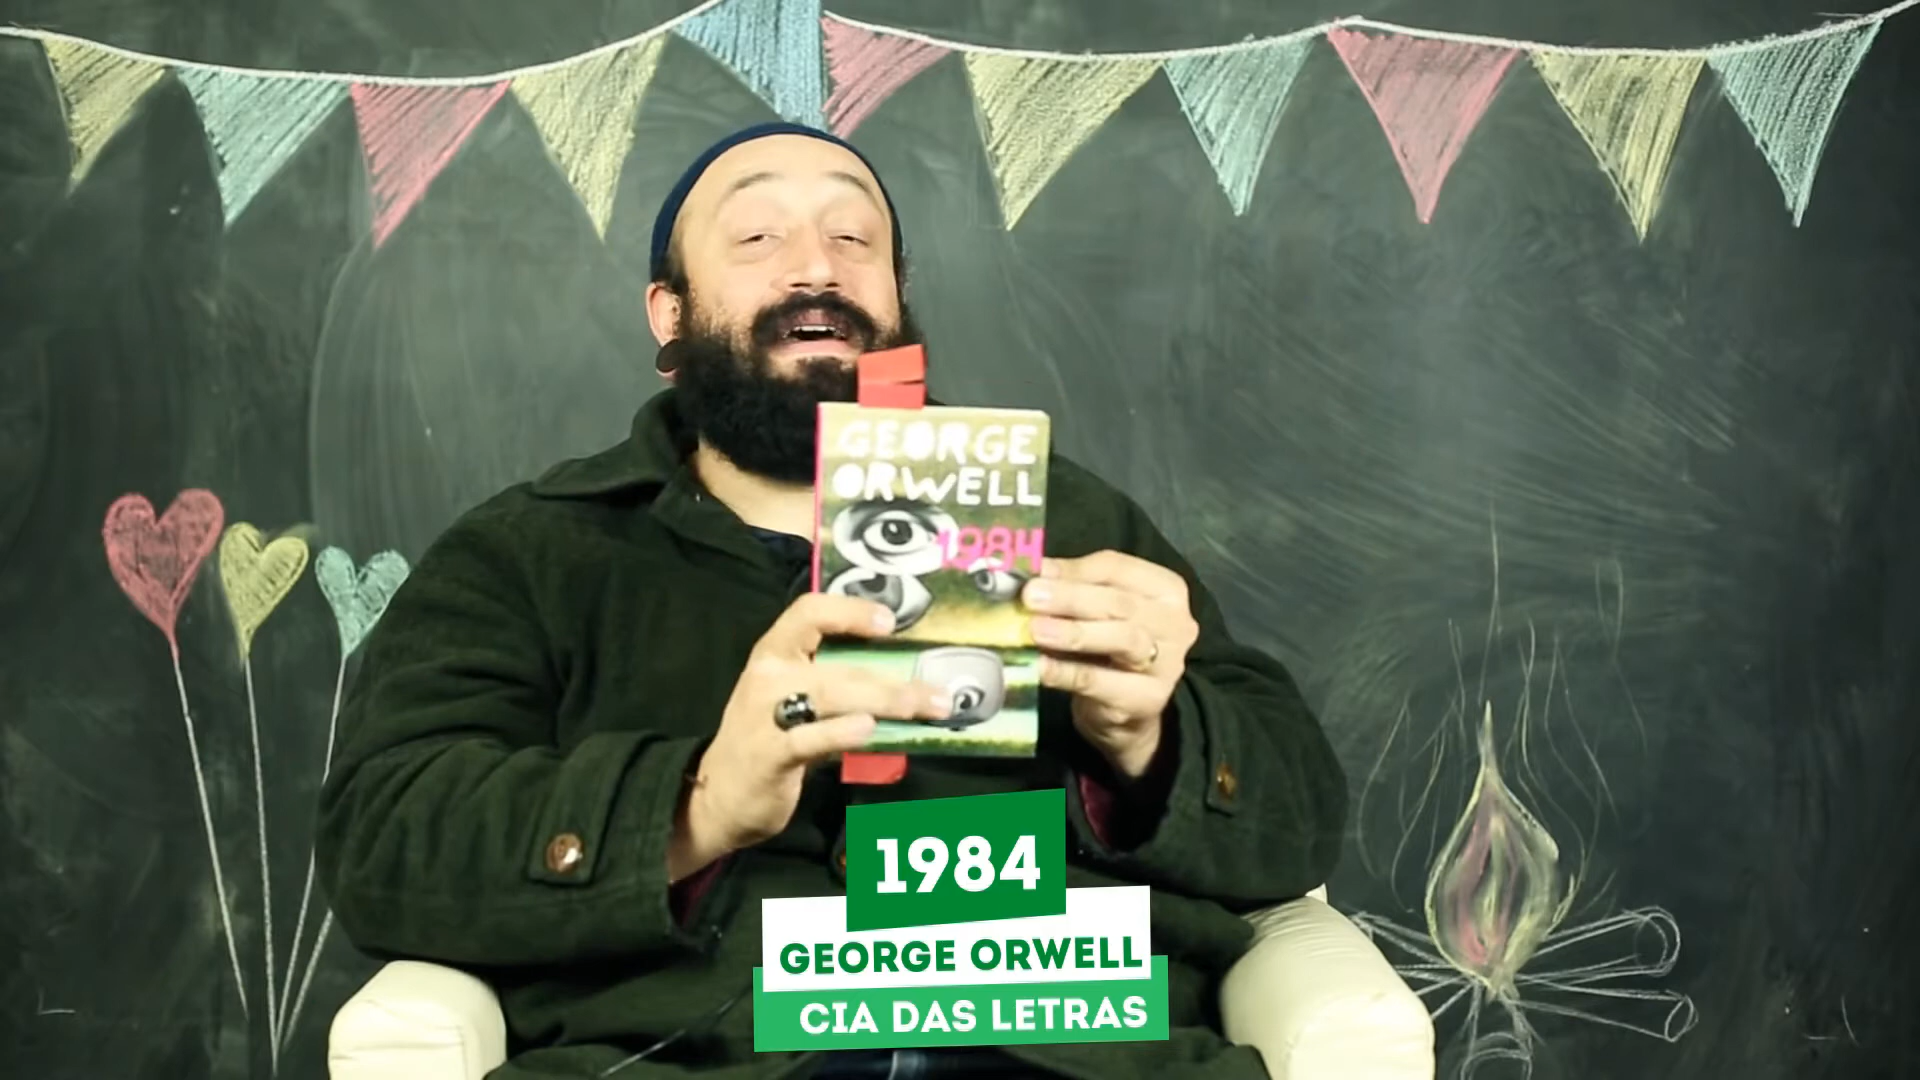 GEORGE
ORWELL
1984
1984
GEORGE ORWELL
CIA DAS LETRAS